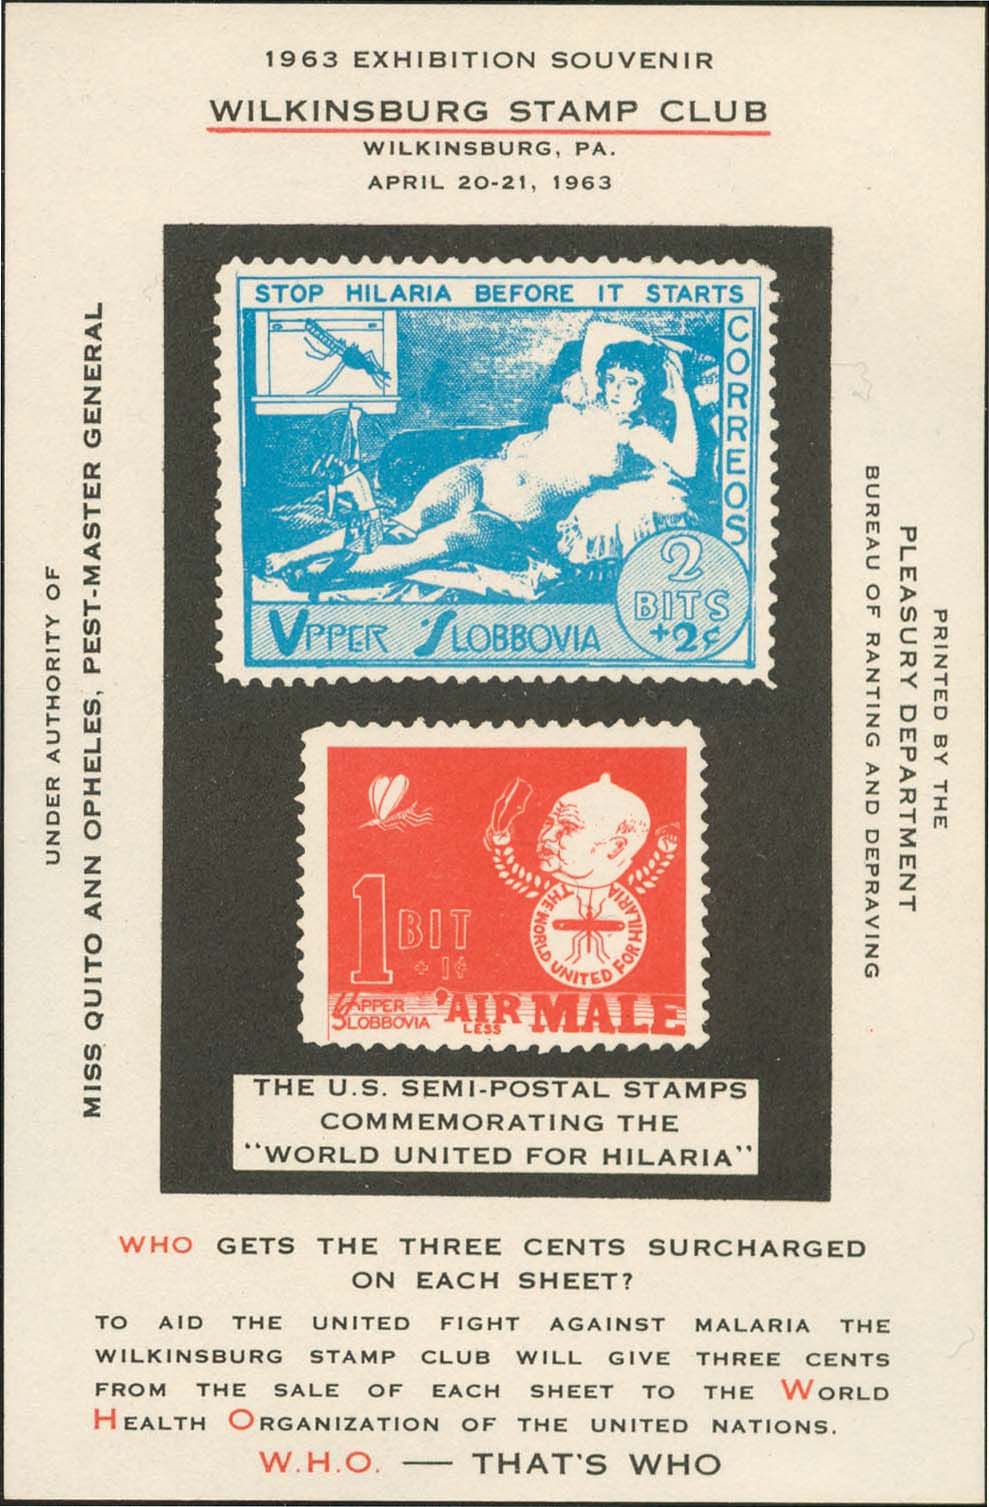 1963 EXHIBITION SOUVENIR
WILKINSBURG STAMP CLUB
WILKINSBURG, PA.
APRIL 20-21, 1963
UNDER AUTHORITY OF
MISS QUITO ANN OPHELES, PEST-MASTER GENERAL
STOP HILARIA BEFORE IT STARTS
CORREOS
2
BITS
+2¢
UPPER SLOBBOVIA
1 BIT
+1¢
THE WORLD UNITED FOR HILARIA
UPPER
SLOBBOVIA
'AIR MALE
LESS
THE U.S. SEMI-POSTAL STAMPS
COMMEMORATING THE
"WORLD UNITED FOR HILARIA"
PRINTED BY THE
PLEASURY DEPARTMENT
BUREAU OF RANTING AND DEPRAVING
WHO GETS THE THREE CENTS SURCHARGED
ON EACH SHEET?
TO AID THE UNITED FIGHT AGAINST MALARIA THE
WILKINSBURG STAMP CLUB WILL GIVE THREE CENTS
FROM THE SALE OF EACH SHEET TO THE WORLD
HEALTH ORGANIZATION OF THE UNITED NATIONS.
W.H.O. — THAT'S WHO